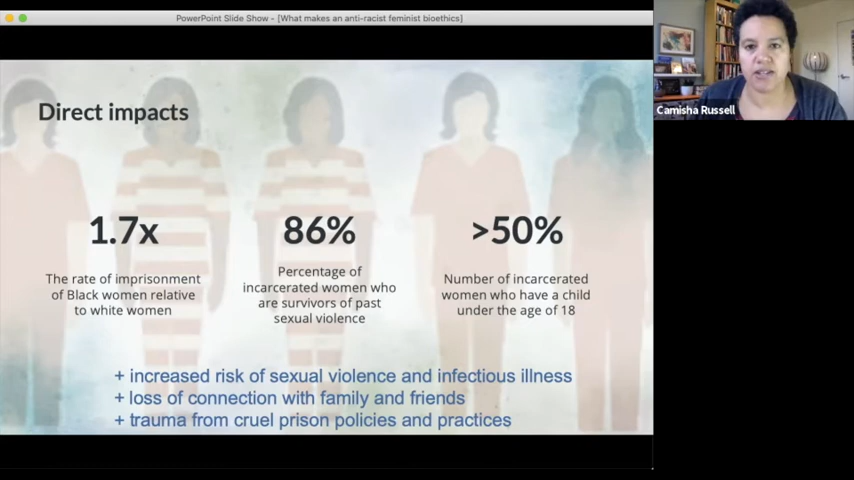 PowerPoint Slide Show - [What makes an anti-racist feminist bioethics]
Camisha Russell
Direct impacts
1.7x
The rate of imprisonment
of Black women relative
to white women
86%
Percentage of
incarcerated women who
are survivors of past
sexual violence
>50%
Number of incarcerated
women who have a child
under the age of 18
+ increased risk of sexual violence and infectious illness
+ loss of connection with family and friends
+ trauma from cruel prison policies and practices